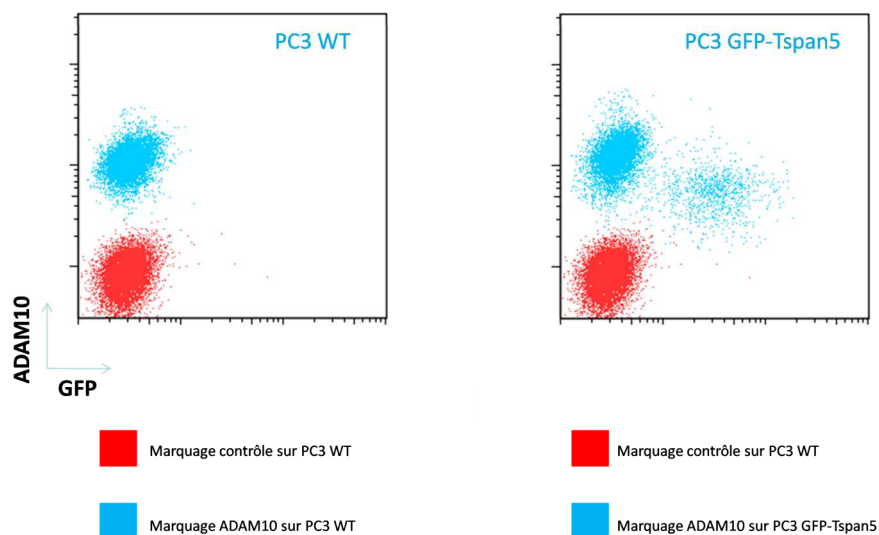 PC3 WT
PC3 GFP-Tspan5
ADAM10
GFP
Marquage contrôle sur PC3 WT
Marquage contrôle sur PC3 WT
Marquage ADAM10 sur PC3 WT
Marquage ADAM10 sur PC3 GFP-Tspan5